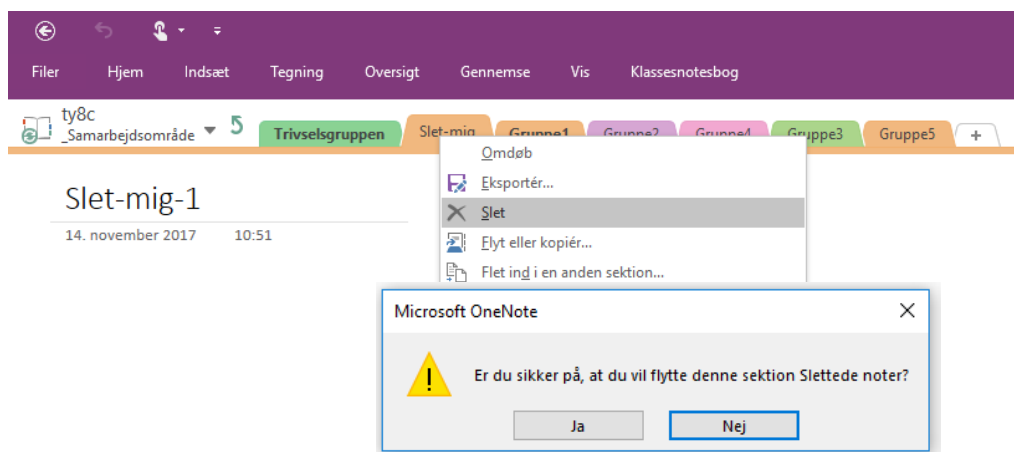 Filer Hjem Indsæt Tegning Oversigt Gennemse Vis Klassesnotesbog
ty8c
_Samarbejdsområde
Trivselsgruppen Slet-mig Gruppe1 Gruppe2 Gruppe4 Gruppe3 Gruppe5 +
Omdøb
Eksportér...
Slet
Flyt eller kopiér...
Flet ind i en anden sektion...
Slet-mig-1
14. november 2017 10:51
Microsoft OneNote
Er du sikker på, at du vil flytte denne sektion Slettede noter?
Ja Nej